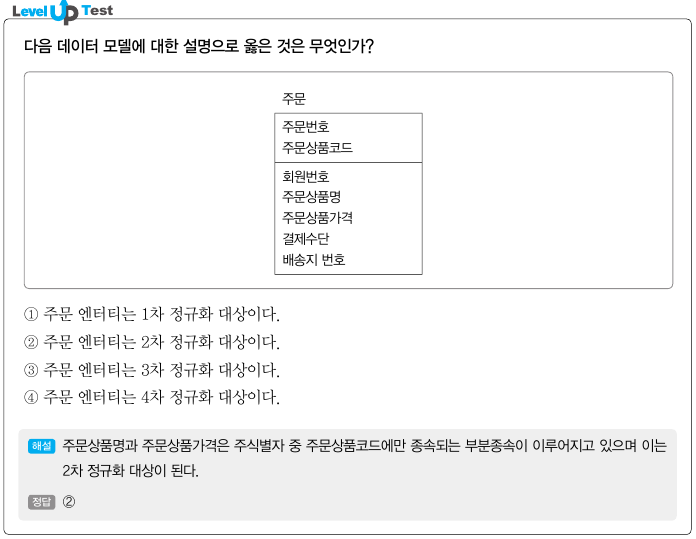 Level Up Test
다음 데이터 모델에 대한 설명으로 옳은 것은 무엇인가?
주문
주문번호
주문상품코드
회원번호
주문상품명
주문상품가격
결제수단
배송지 번호
① 주문 엔터티는 1차 정규화 대상이다.
② 주문 엔터티는 2차 정규화 대상이다.
③ 주문 엔터티는 3차 정규화 대상이다.
④ 주문 엔터티는 4차 정규화 대상이다.
해설 주문상품명과 주문상품가격은 주식별자 중 주문상품코드에만 종속되는 부분종속이 이루어지고 있으며 이는
2차 정규화 대상이 된다.
정답 ②